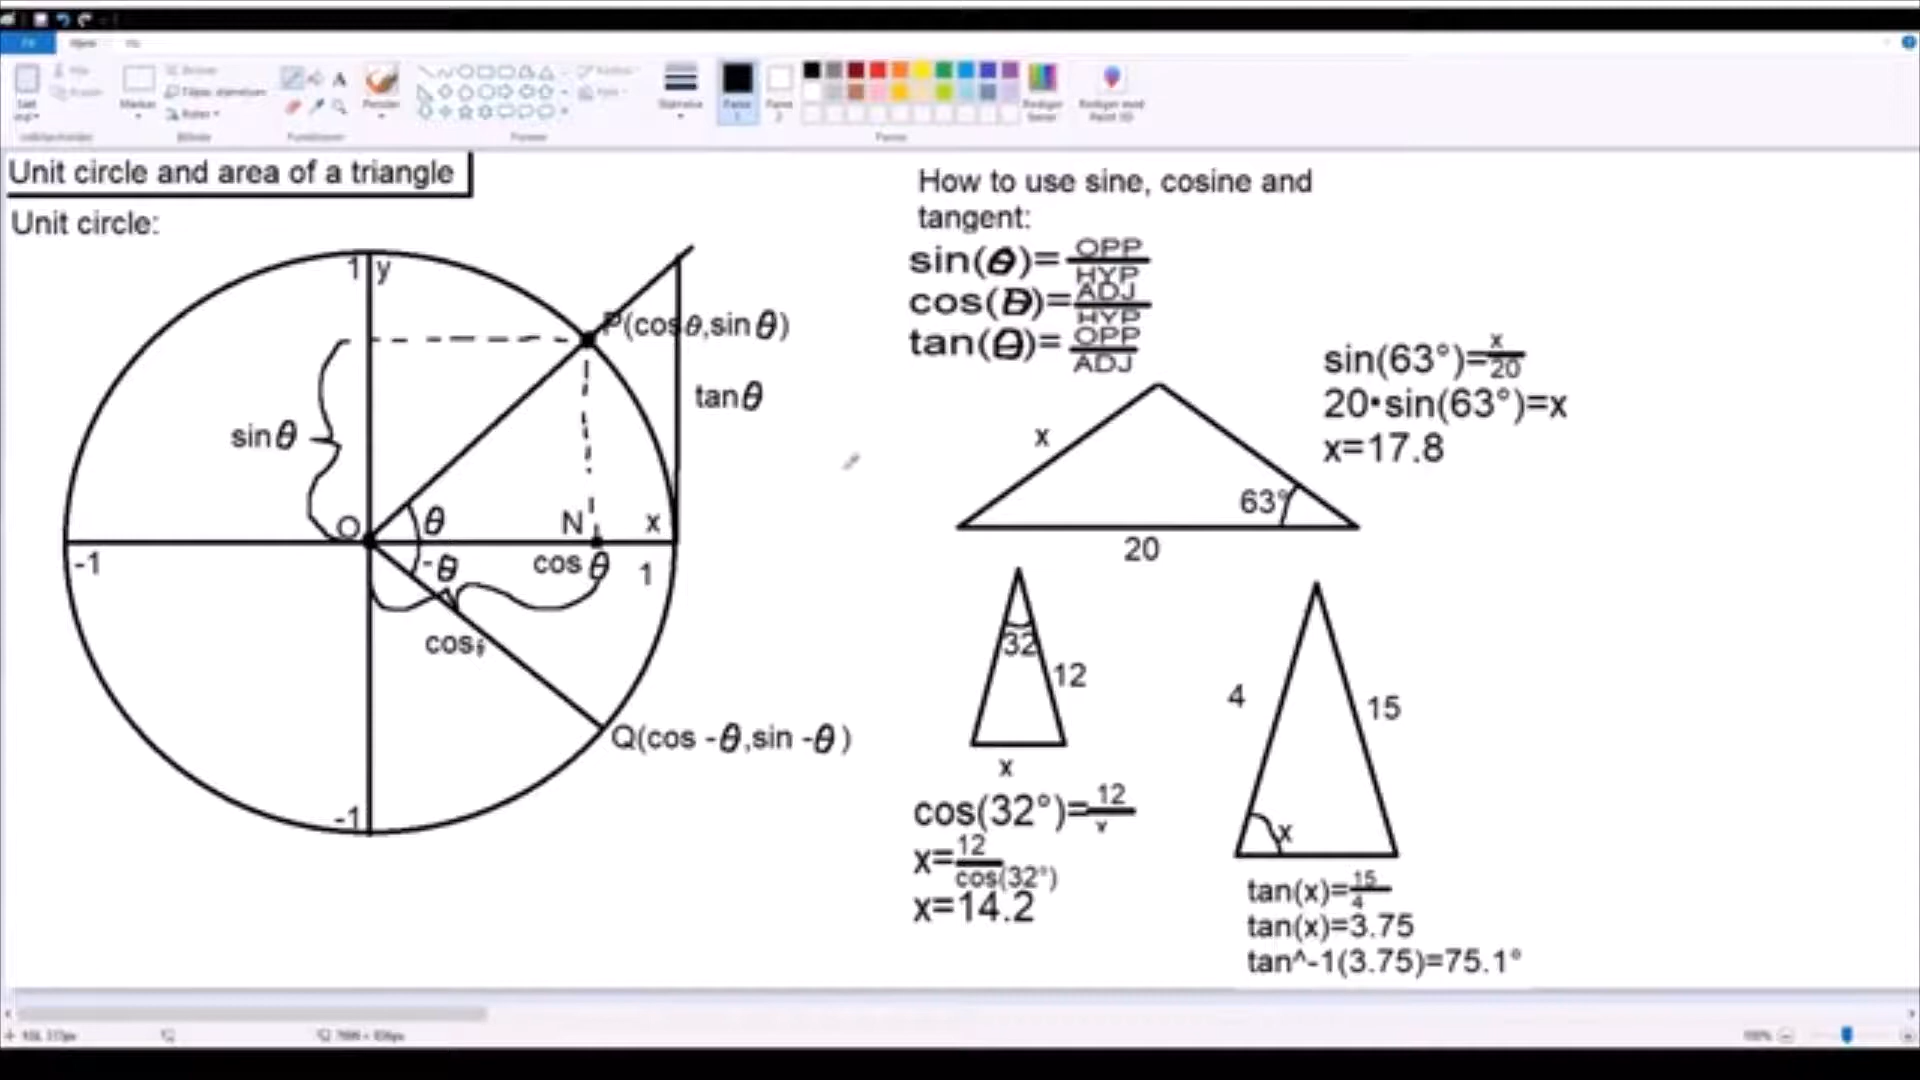 Unit circle and area of a triangle
Unit circle:
1 y
P(cosθ,sinθ)
tanθ
sinθ
O θ N x
-1 -θ cos θ 1
cos
Q(cos -θ,sin -θ)
-1
How to use sine, cosine and
tangent:
sin(θ)=OPP/HYP
cos(θ)=ADJ/HYP
tan(θ)=OPP/ADJ
sin(63°)=x/20
20•sin(63°)=x
x=17.8
x
63°
20
32
12
x
cos(32°)=12/x
x=12/cos(32°)
x=14.2
4
15
x
tan(x)=15/4
tan(x)=3.75
tan^-1(3.75)=75.1°